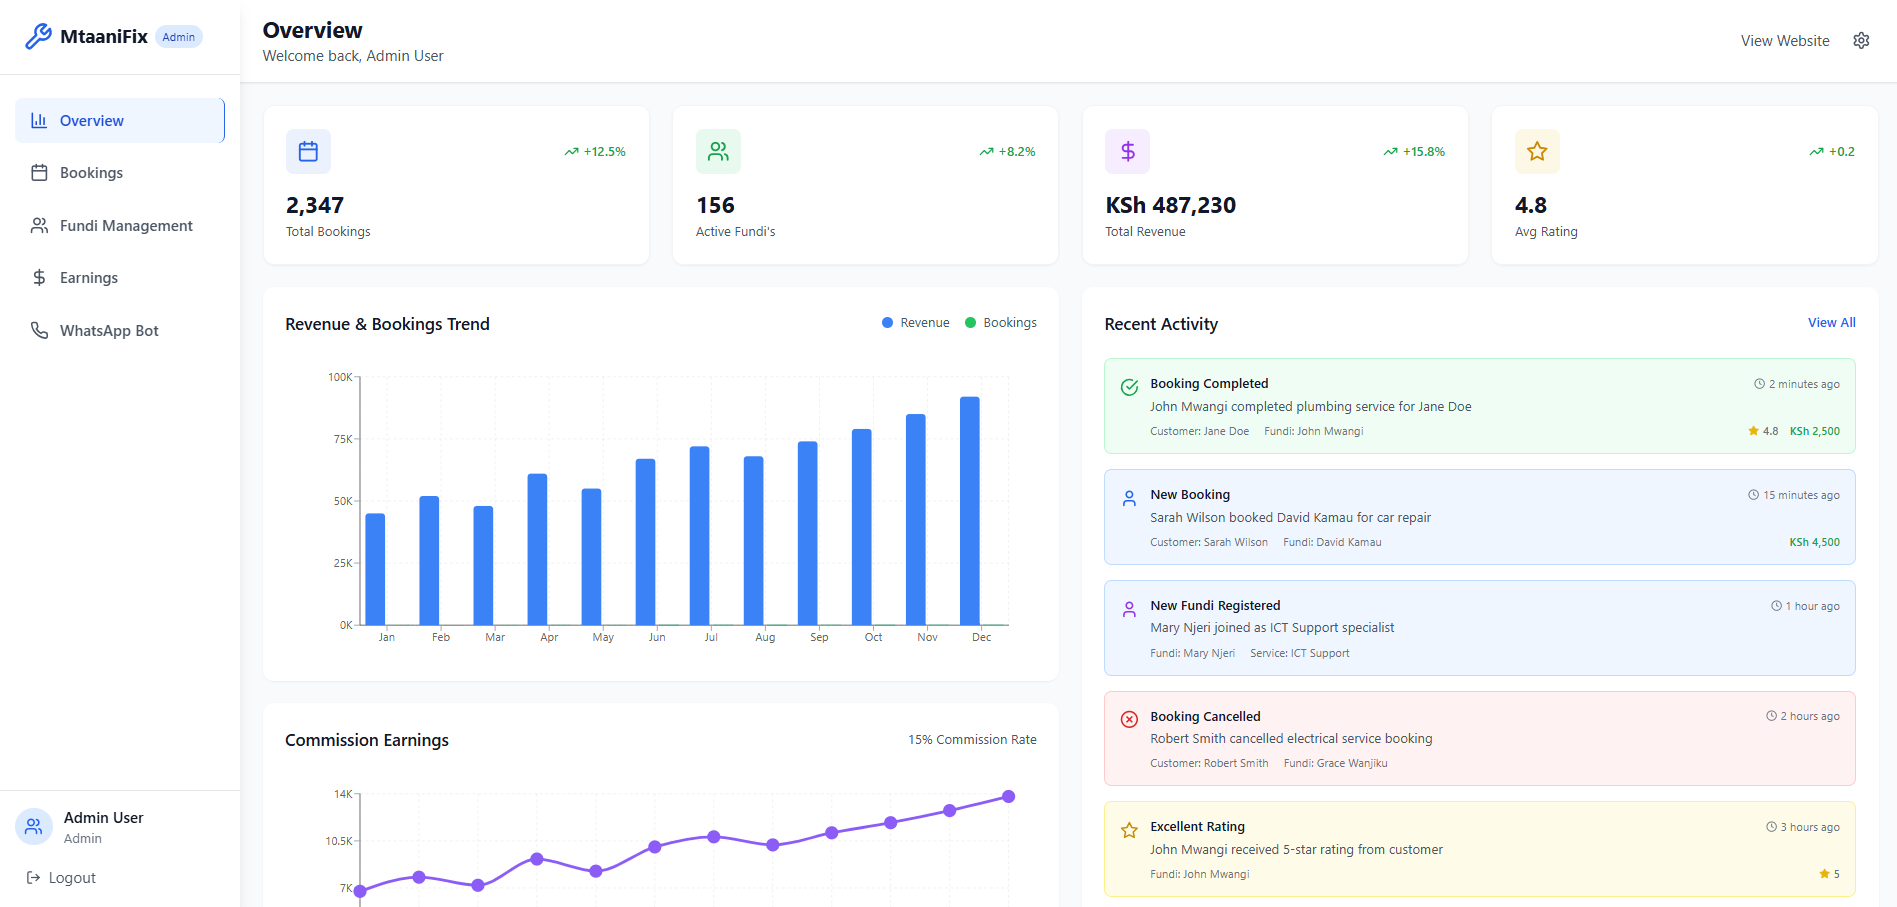 MtaaniFix Admin
Overview
Bookings
Fundi Management
Earnings
WhatsApp Bot
Admin User
Admin
Logout
Overview
Welcome back, Admin User
View Website
+12.5%
2,347
Total Bookings
+8.2%
156
Active Fundi's
+15.8%
KSh 487,230
Total Revenue
+0.2
4.8
Avg Rating
Revenue & Bookings Trend
Revenue Bookings
100K
75K
50K
25K
0K
Jan Feb Mar Apr May Jun Jul Aug Sep Oct Nov Dec
Commission Earnings
15% Commission Rate
14K
10.5K
7K
Recent Activity
View All
Booking Completed
2 minutes ago
John Mwangi completed plumbing service for Jane Doe
Customer: Jane Doe Fundi: John Mwangi
4.8 KSh 2,500
New Booking
15 minutes ago
Sarah Wilson booked David Kamau for car repair
Customer: Sarah Wilson Fundi: David Kamau
KSh 4,500
New Fundi Registered
1 hour ago
Mary Njeri joined as ICT Support specialist
Fundi: Mary Njeri Service: ICT Support
Booking Cancelled
2 hours ago
Robert Smith cancelled electrical service booking
Customer: Robert Smith Fundi: Grace Wanjiku
Excellent Rating
3 hours ago
John Mwangi received 5-star rating from customer
Fundi: John Mwangi
5